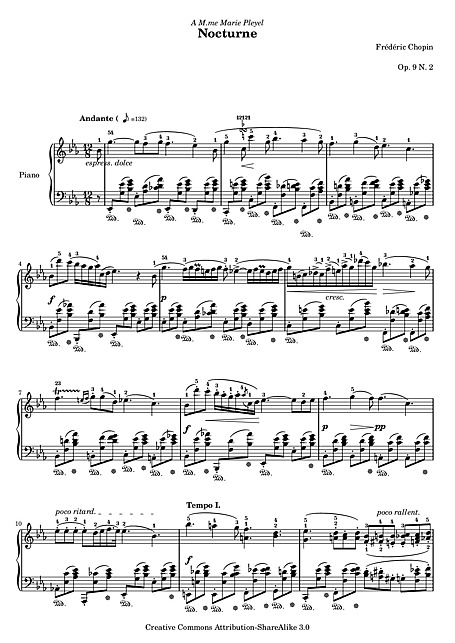 A M.me Marie Pleyel
Nocturne
Frédéric Chopin
Op. 9 N. 2
Andante ( ♪ =132)
Piano
espress. dolce
4
f
p
cresc.
7
f
p
pp
10
poco ritard.
Tempo I.
poco rallent.
Creative Commons Attribution-ShareAlike 3.0